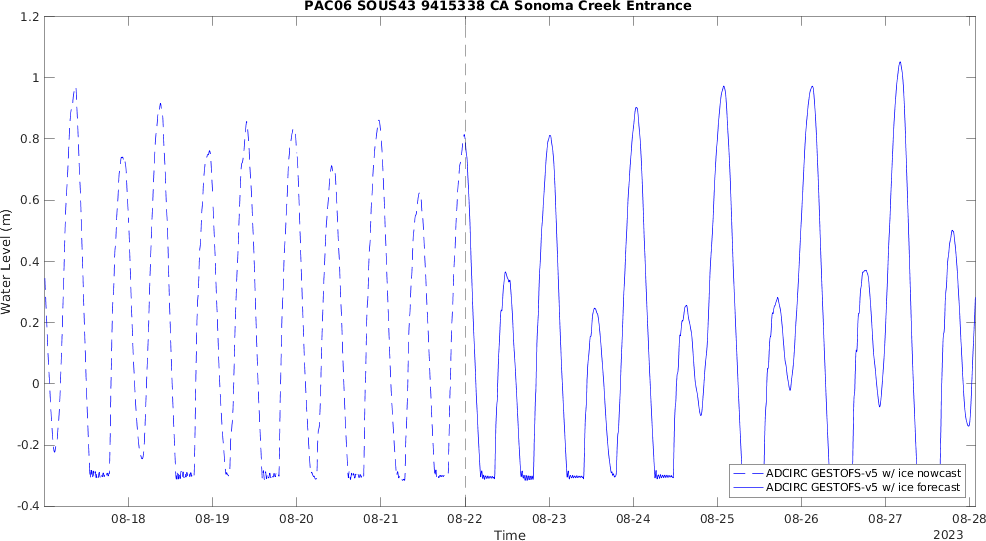 PAC06 SOUS43 9415338 CA Sonoma Creek Entrance
1.2
1
0.8
0.6
0.4
0.2
0
-0.2
-0.4
Water Level (m)
ADCIRC GESTOFS-v5 w/ ice nowcast
ADCIRC GESTOFS-v5 w/ ice forecast
08-18 08-19 08-20 08-21 08-22 08-23 08-24 08-25 08-26 08-27 08-28
Time
2023